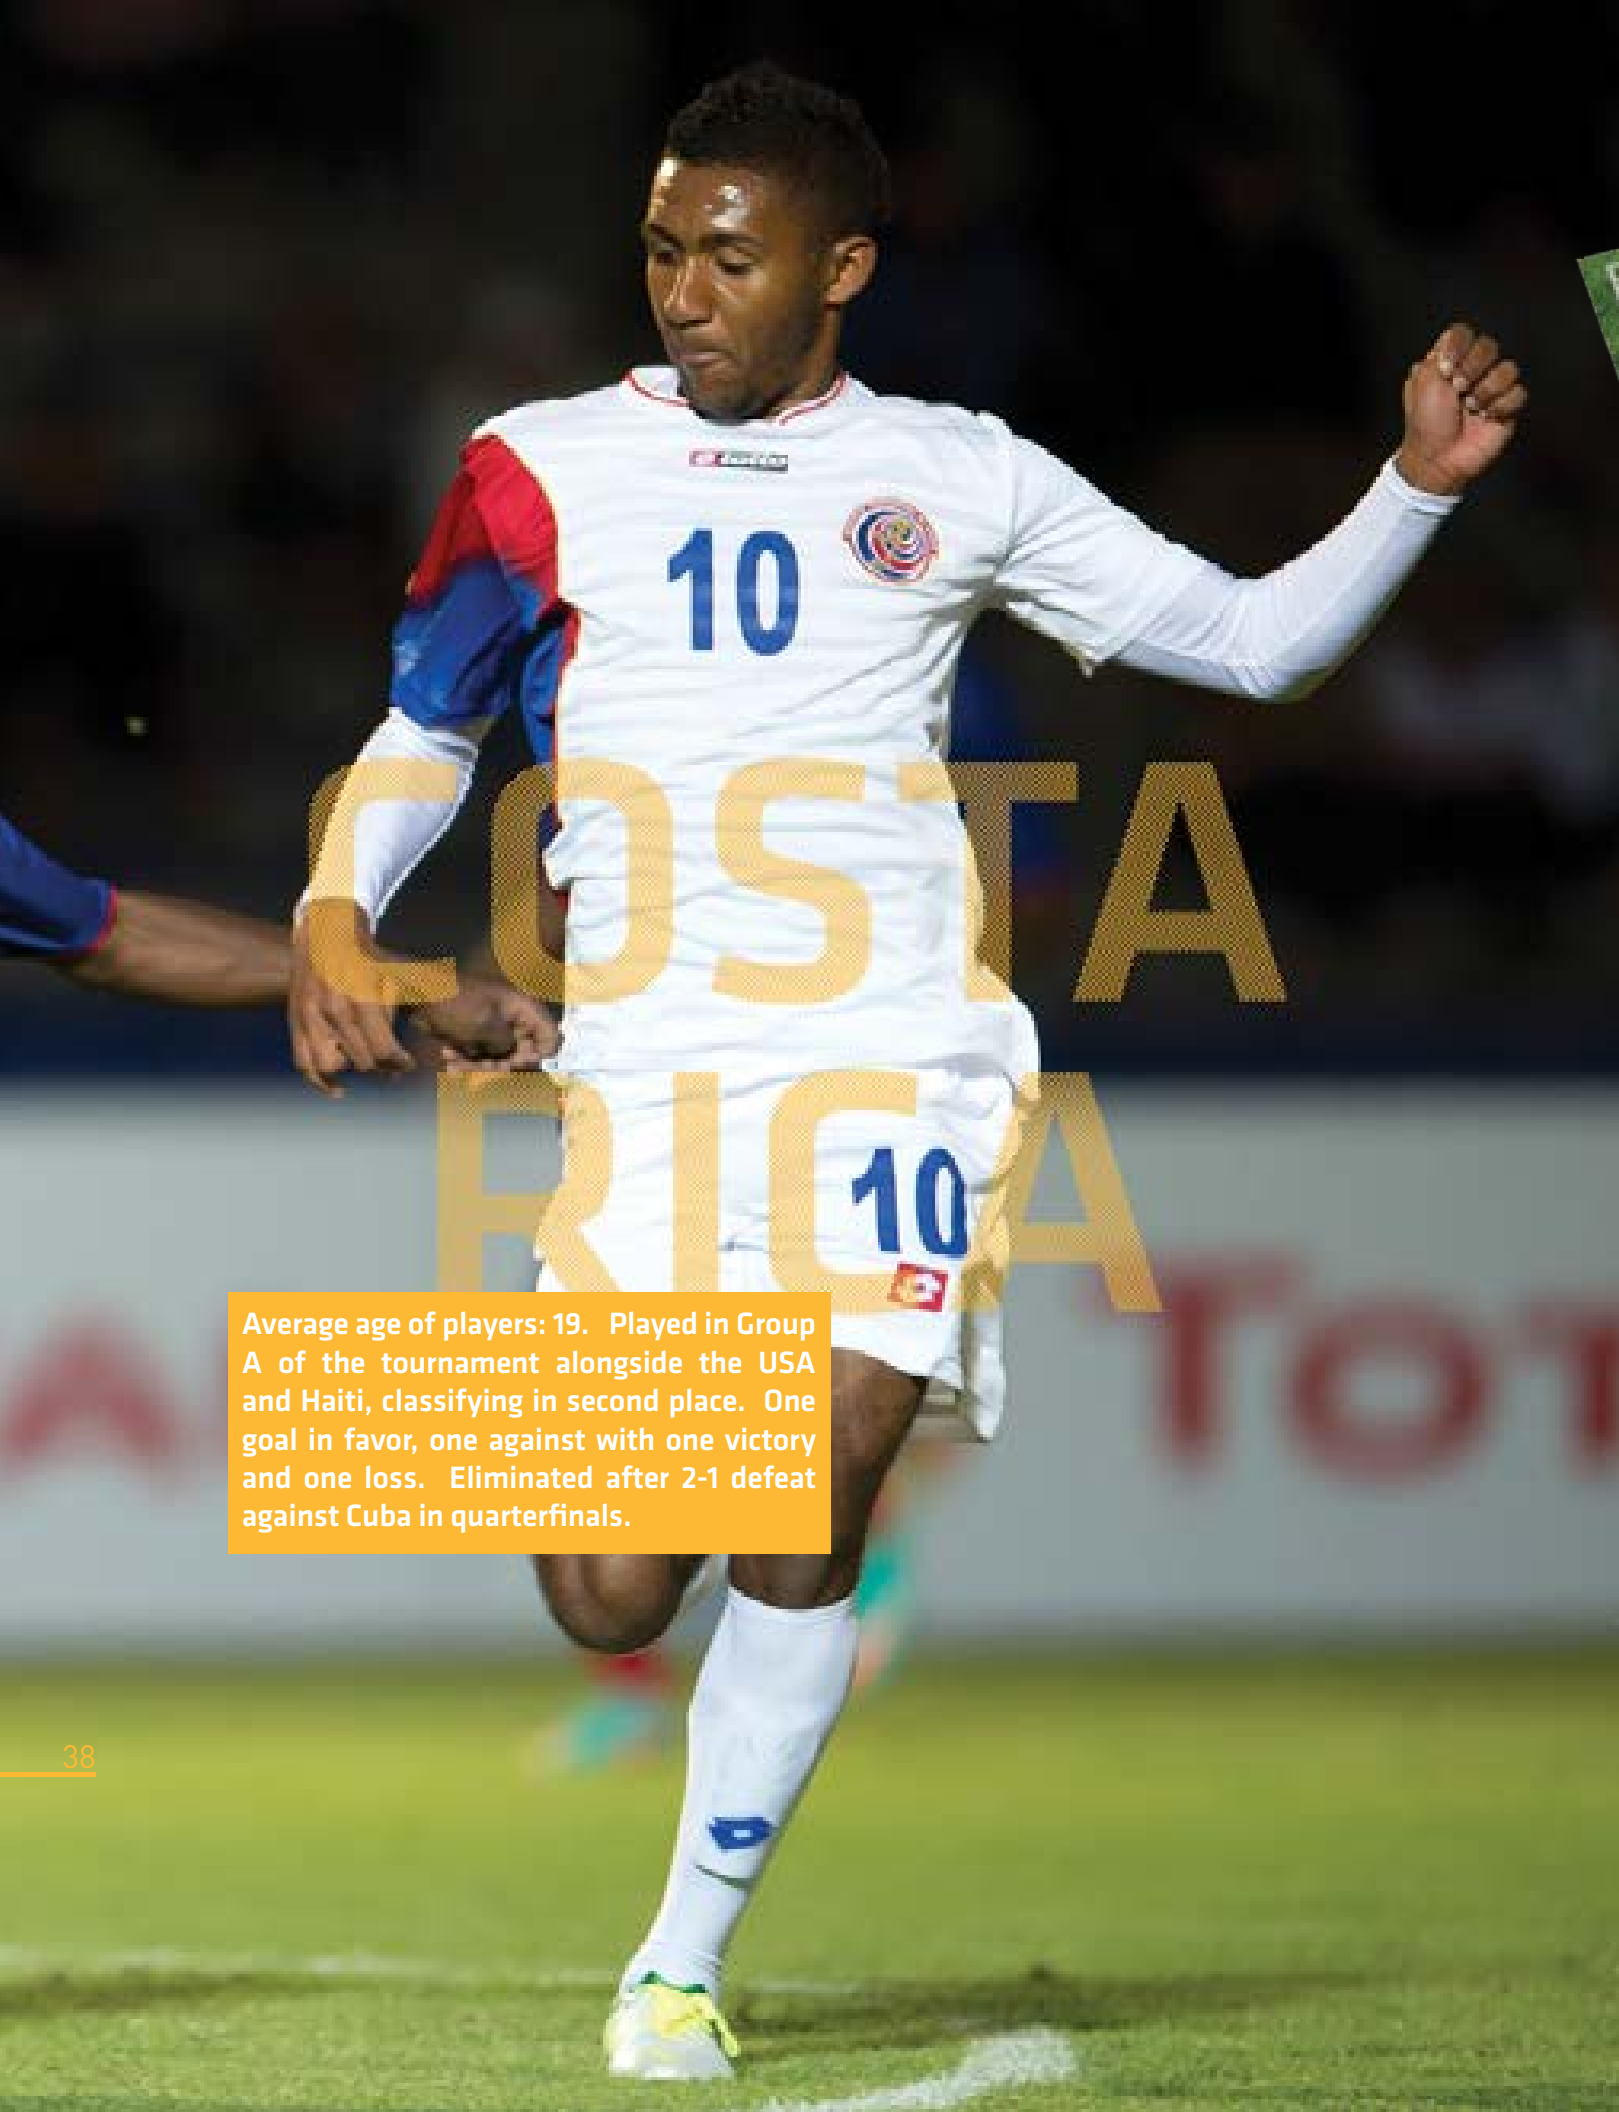 10
COSTA
RICA
10
Average age of players: 19. Played in Group
A of the tournament alongside the USA
and Haiti, classifying in second place. One
goal in favor, one against with one victory
and one loss. Eliminated after 2-1 defeat
against Cuba in quarterfinals.
38